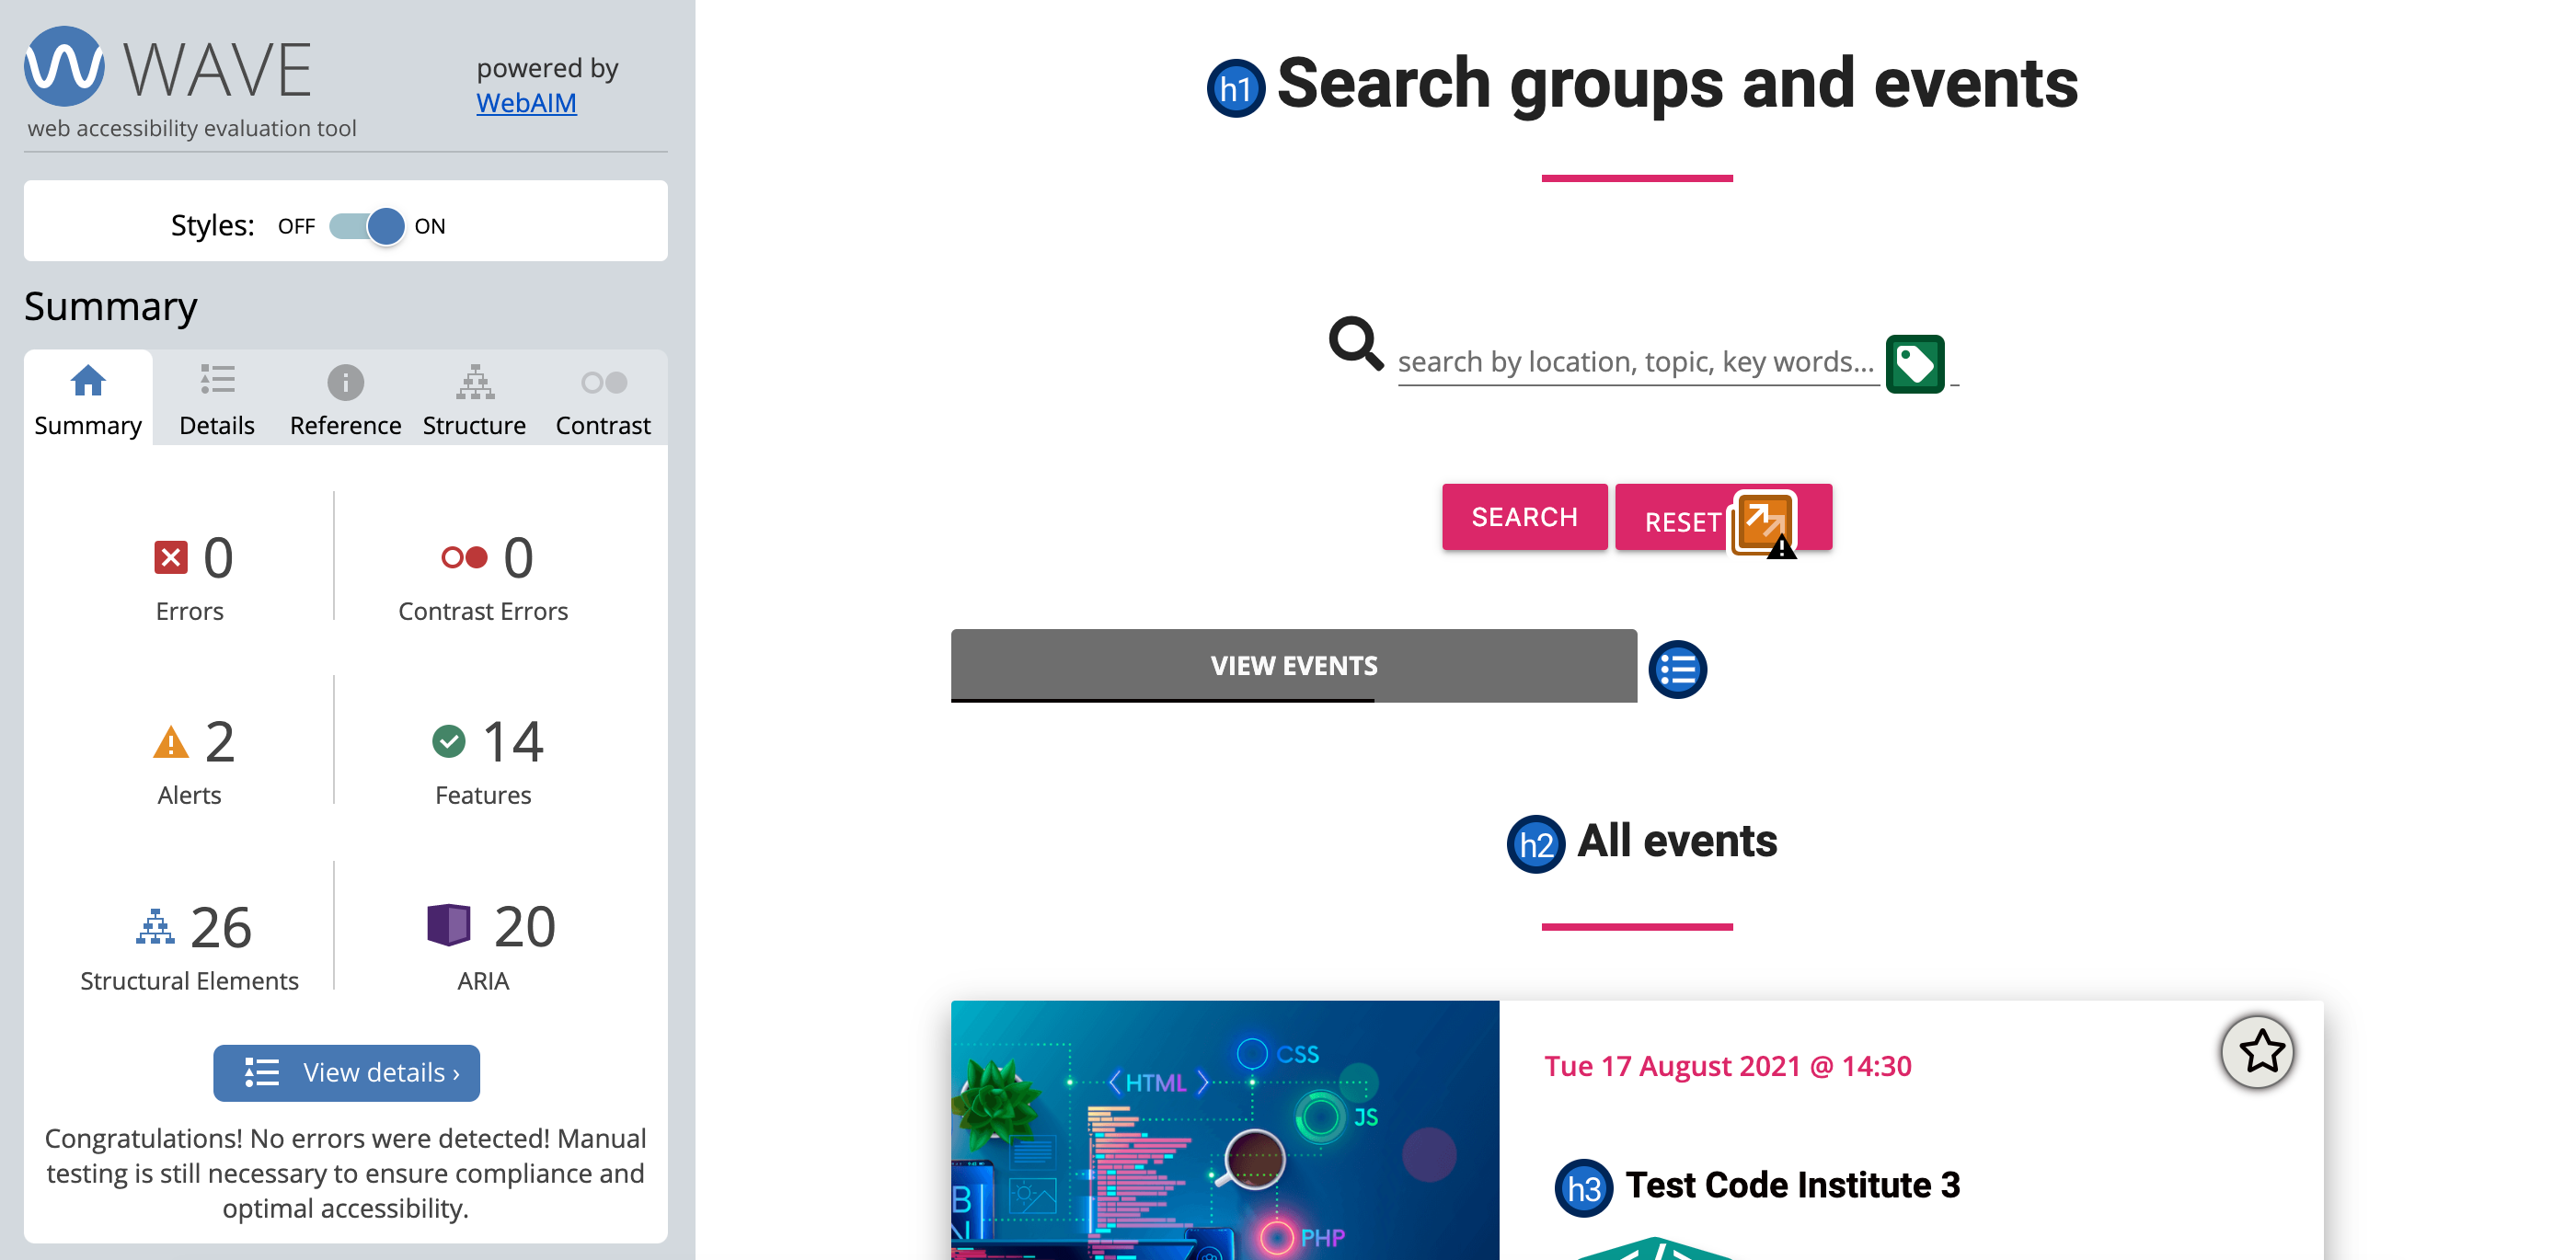 WAVE
powered by
WebAIM
web accessibility evaluation tool
Styles: OFF ON
Summary
Summary Details Reference Structure Contrast
0 0
Errors Contrast Errors
2 14
Alerts Features
26 20
Structural Elements ARIA
View details ›
Congratulations! No errors were detected! Manual
testing is still necessary to ensure compliance and
optimal accessibility.
h1 Search groups and events
search by location, topic, key words...
SEARCH RESET
VIEW EVENTS
h2 All events
CSS
HTML
JS
PHP
B
Tue 17 August 2021 @ 14:30
h3 Test Code Institute 3